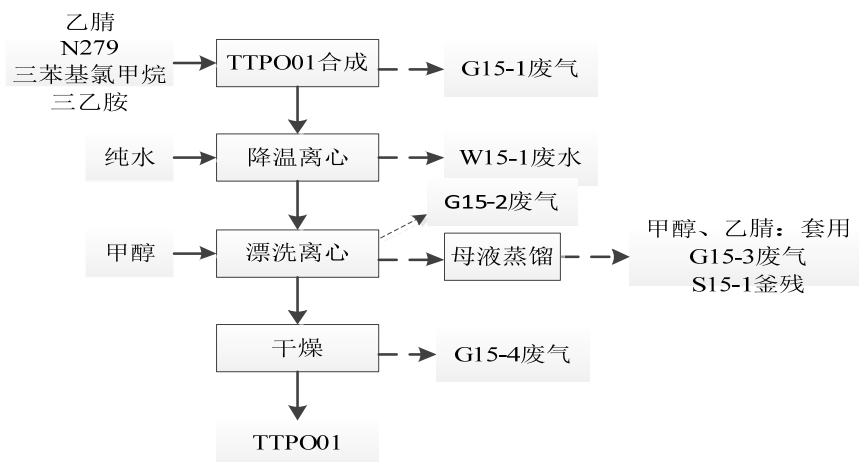 乙腈
N279
三苯基氯甲烷
三乙胺
TTPO01合成
G15-1废气
纯水
降温离心
W15-1废水
G15-2废气
甲醇
漂洗离心
母液蒸馏
甲醇、乙腈：套用
G15-3废气
S15-1釜残
干燥
G15-4废气
TTPO01